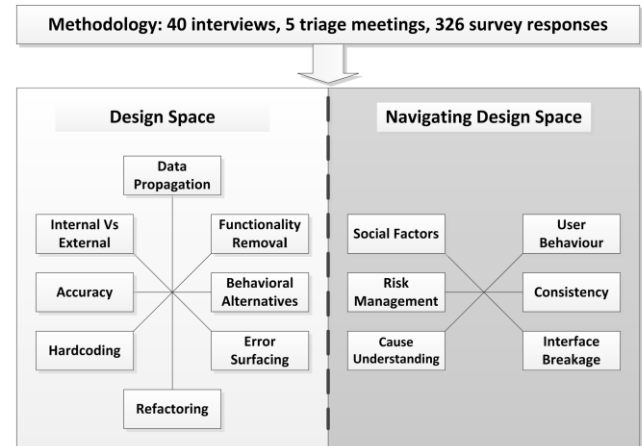 Methodology: 40 interviews, 5 triage meetings, 326 survey responses
Design Space
Data
Propagation
Internal Vs
External
Functionality
Removal
Accuracy
Behavioral
Alternatives
Hardcoding
Error
Surfacing
Refactoring
Navigating Design Space
Social Factors
User
Behaviour
Risk
Management
Consistency
Cause
Understanding
Interface
Breakage